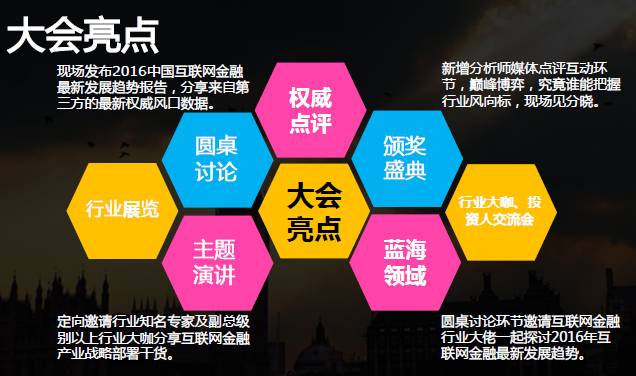 大会亮点
现场发布2016中国互联网金融
最新发展趋势报告，分享来自第
三方的最新权威风口数据。
新增分析师媒体点评互动环
节，巅峰博弈，究竟谁能把握
行业风向标，现场见分晓。
权威
点评
圆桌
讨论
颁奖
盛典
行业展览
大会
亮点
行业大咖、投
资人交流会
主题
演讲
蓝海
领域
定向邀请行业知名专家及副总级
别以上行业大咖分享互联网金融
产业战略部署干货。
圆桌讨论环节邀请互联网金融
行业大佬一起探讨2016年互
联网金融最新发展趋势。